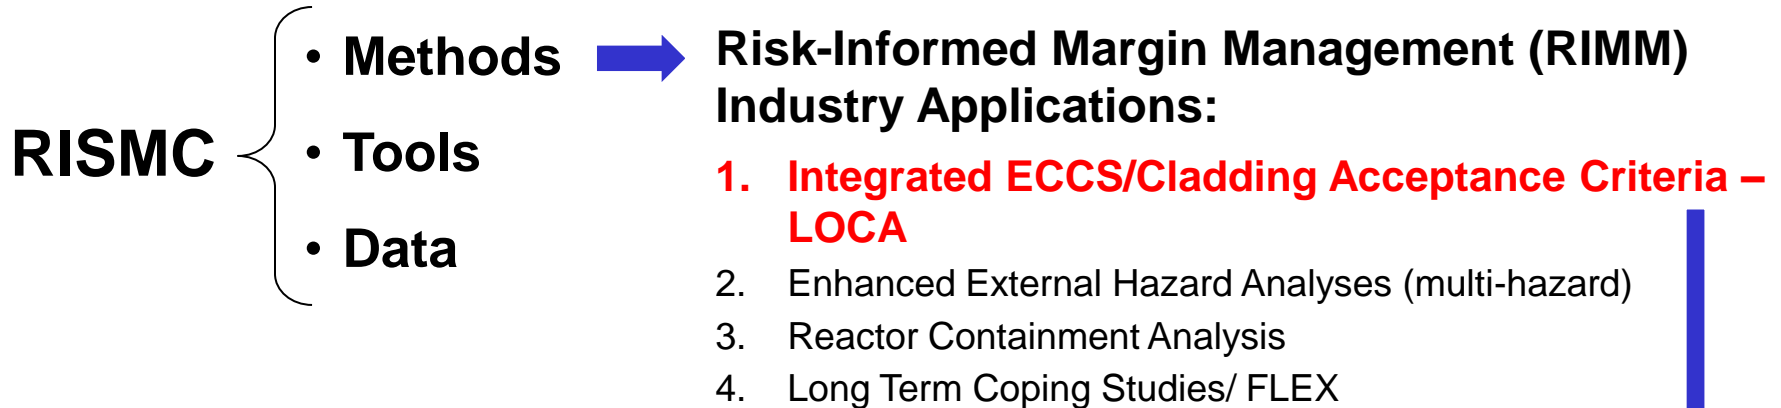 RISMC
• Methods
• Tools
• Data
Risk-Informed Margin Management (RIMM)
Industry Applications:
1. Integrated ECCS/Cladding Acceptance Criteria –
LOCA
2. Enhanced External Hazard Analyses (multi-hazard)
3. Reactor Containment Analysis
4. Long Term Coping Studies/ FLEX